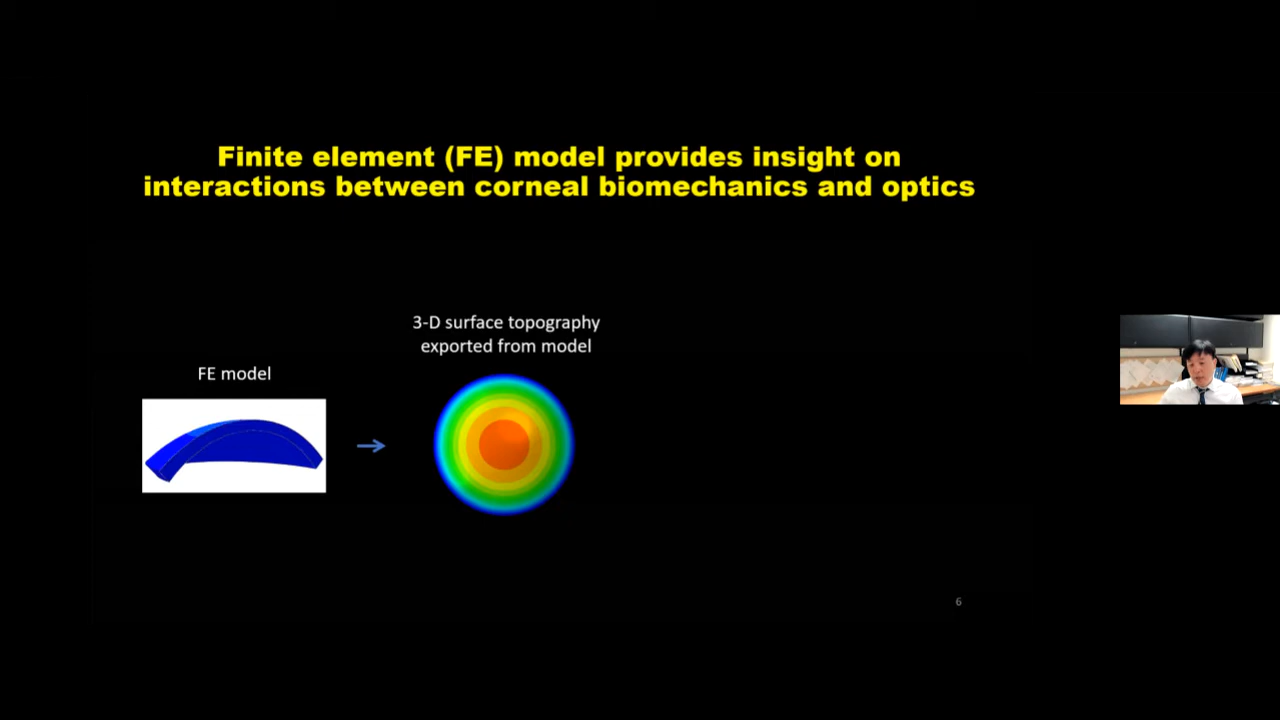 Finite element (FE) model provides insight on
interactions between corneal biomechanics and optics
3-D surface topography
exported from model
FE model
6